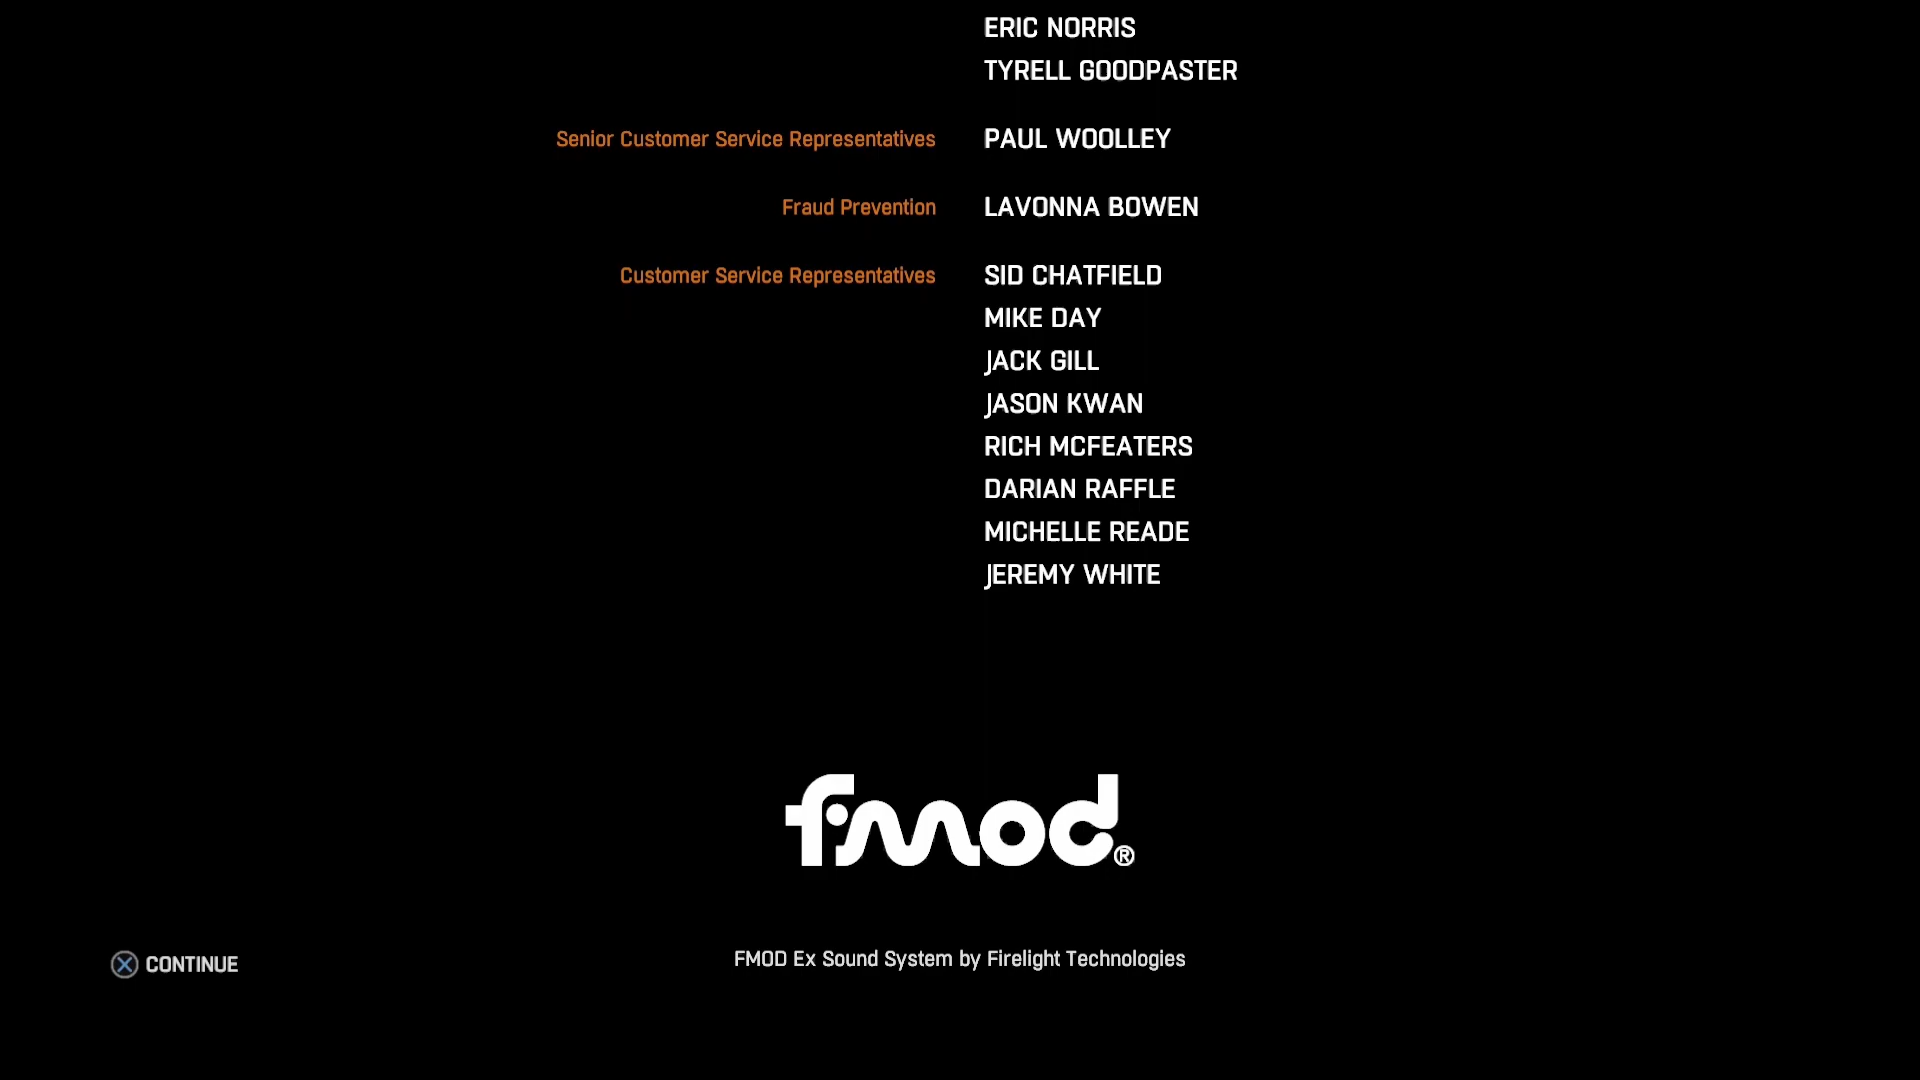 ERIC NORRIS
TYRELL GOODPASTER
Senior Customer Service Representatives PAUL WOOLLEY
Fraud Prevention LAVONNA BOWEN
Customer Service Representatives SID CHATFIELD
MIKE DAY
JACK GILL
JASON KWAN
RICH MCFEATERS
DARIAN RAFFLE
MICHELLE READE
JEREMY WHITE
fmod®
FMOD Ex Sound System by Firelight Technologies
CONTINUE